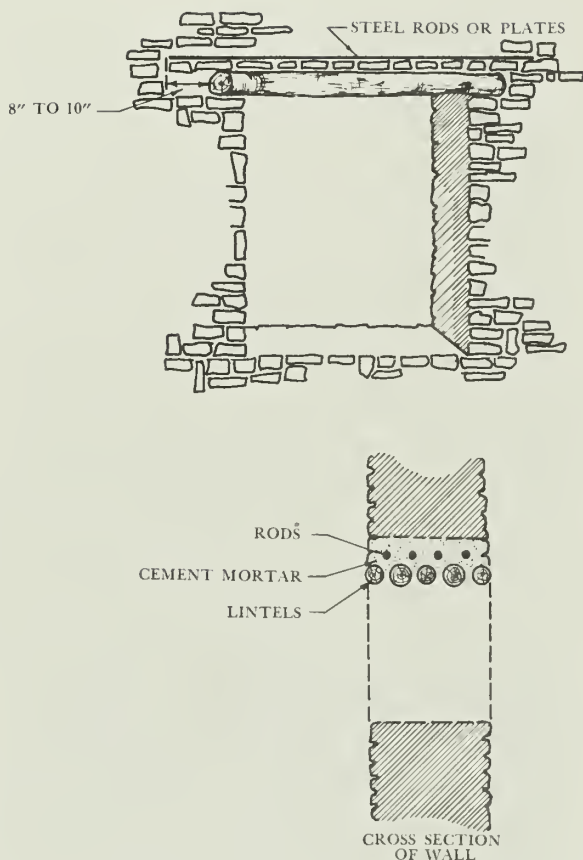 STEEL RODS OR PLATES
8" TO 10"
RODS
CEMENT MORTAR
LINTELS
CROSS SECTION
OF WALL